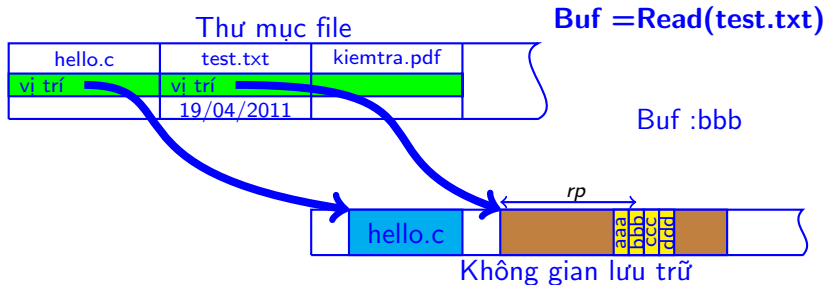 Thư mục file
Buf =Read(test.txt)
hello.c test.txt kiemtra.pdf
vị trí vị trí
19/04/2011
Buf :bbb
rp
hello.c aaa bbb ccc ddd
Không gian lưu trữ